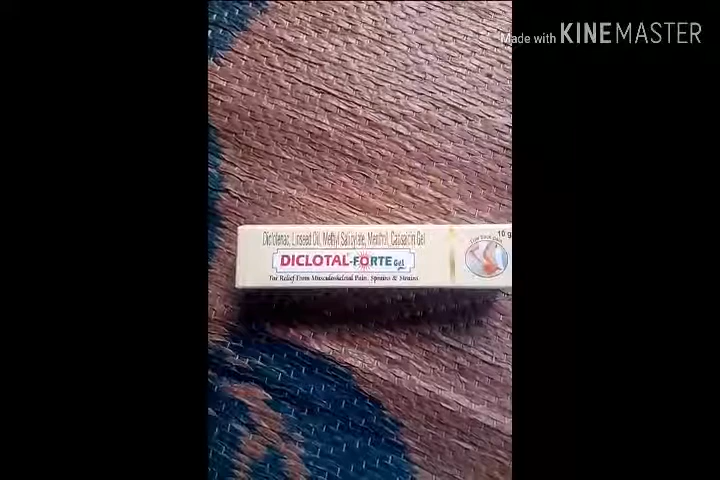 Made with KINEMASTER
Diclofenac, Linseed Oil, Methyl Salicylate, Menthol, Capsaicin Gel
10 g
DICLOTAL-FORTE Gel
For Relief From Musculoskeletal Pain, Sprains & Strains